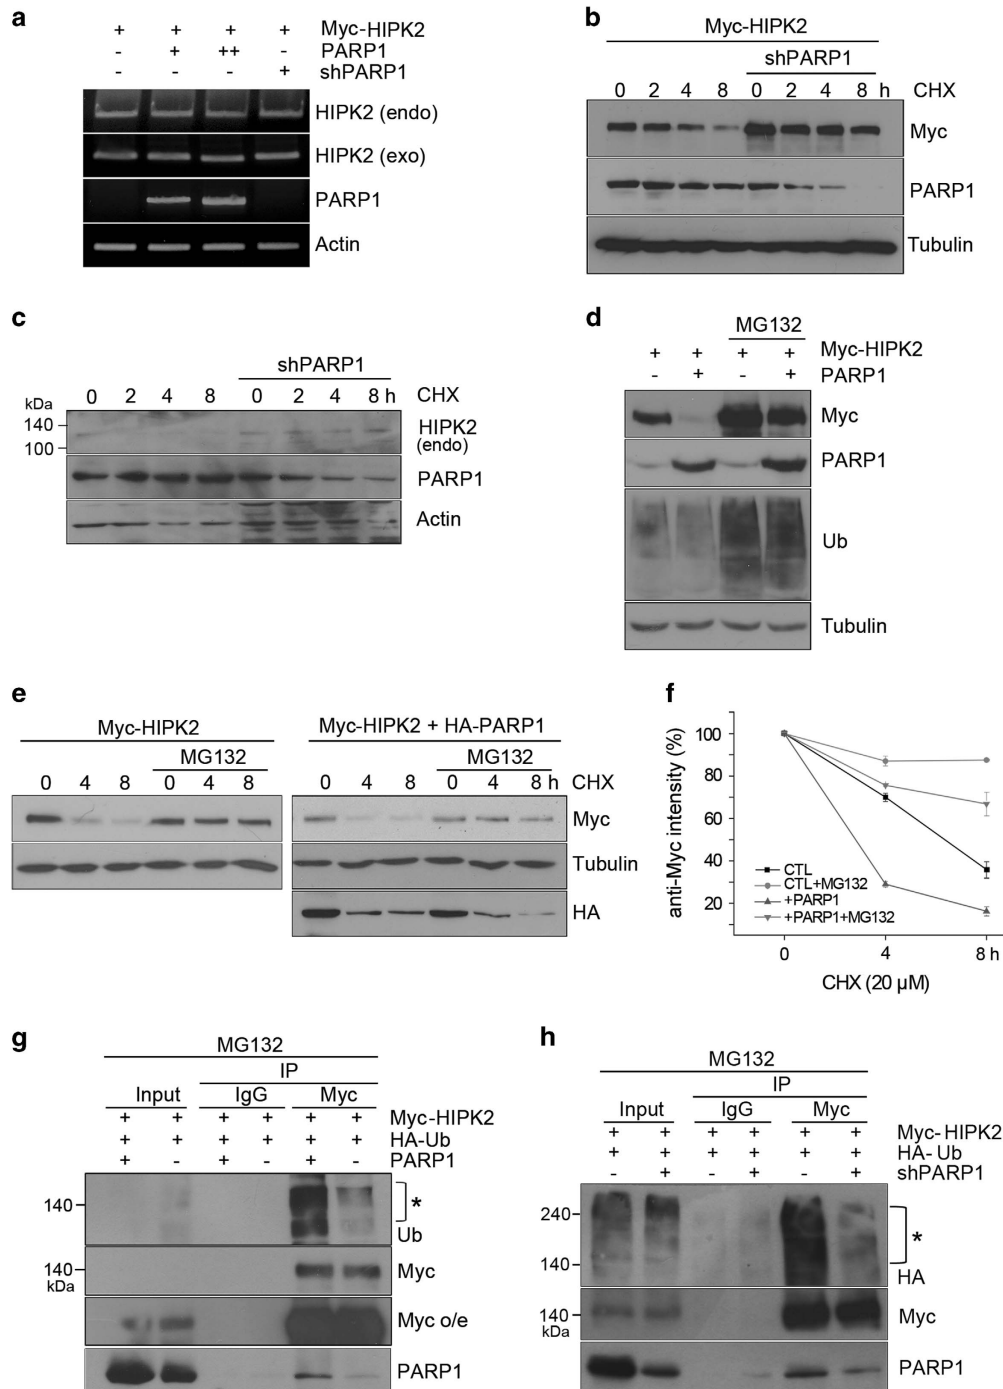 a
+ + + + Myc-HIPK2
- + ++ - PARP1
- - - + shPARP1
HIPK2 (endo)
HIPK2 (exo)
PARP1
Actin
b
Myc-HIPK2
shPARP1
0 2 4 8 0 2 4 8 h CHX
Myc
PARP1
Tubulin
c
shPARP1
kDa 0 2 4 8 0 2 4 8 h CHX
140
100
HIPK2
(endo)
PARP1
Actin
d
MG132
+ + + + Myc-HIPK2
- + - + PARP1
Myc
PARP1
Ub
Tubulin
e
Myc-HIPK2 Myc-HIPK2 + HA-PARP1
MG132 MG132
0 4 8 0 4 8 0 4 8 0 4 8 h CHX
Myc
Tubulin
HA
f
anti-Myc intensity (%)
100
80
60
40
20
CTL
CTL+MG132
+PARP1
+PARP1+MG132
0 4 8 h
CHX (20 µM)
g
MG132
IP
Input IgG Myc
+ + + + + + Myc-HIPK2
+ + + + + + HA-Ub
+ - + - + - PARP1
140 *
Ub
140 Myc
kDa
Myc o/e
PARP1
h
MG132
IP
Input IgG Myc
+ + + + + + Myc-HIPK2
+ + + + + + HA-Ub
- + - + - + shPARP1
240
*
140
HA
140 Myc
kDa
PARP1